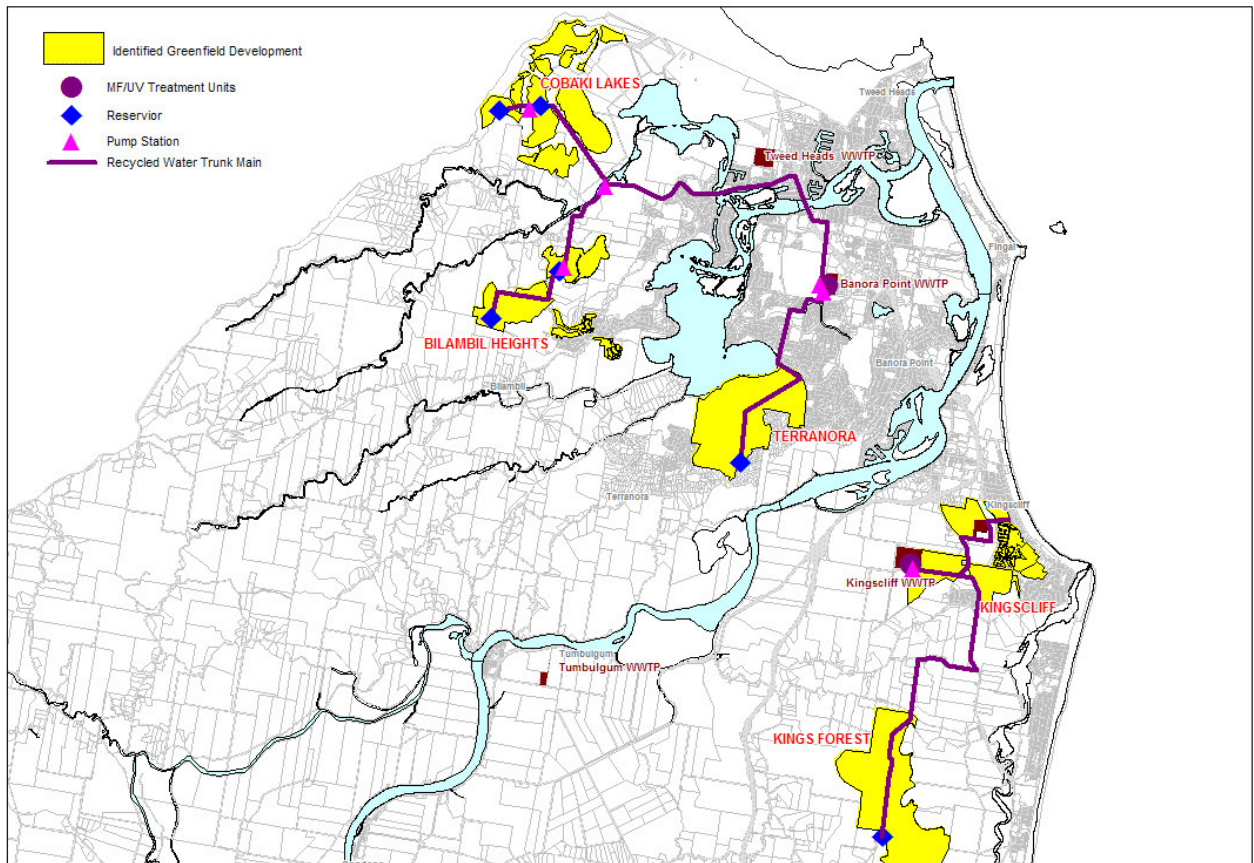 Identified Greenfield Development
MF/UV Treatment Units
Reservior
Pump Station
Recycled Water Trunk Main
COBAKI LAKES
Tweed Heads
Tweed Heads WWTP
Fingal
Banora Point WWTP
BILAMBIL HEIGHTS
Banora Point
Bilambil
TERRANORA
Terranora
Kingscliff
Kingscliff WWTP
KINGSCLIFF
Tumbulgum
Tumbulgum WWTP
KINGS FOREST